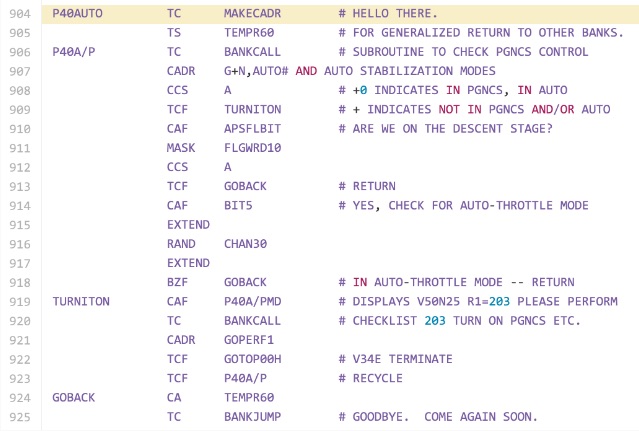 904 P40AUTO TC MAKECADR # HELLO THERE.
905 TS TEMPR60 # FOR GENERALIZED RETURN TO OTHER BANKS.
906 P40A/P TC BANKCALL # SUBROUTINE TO CHECK PGNCS CONTROL
907 CADR G+N,AUTO# AND AUTO STABILIZATION MODES
908 CCS A # +0 INDICATES IN PGNCS, IN AUTO
909 TCF TURNITON # + INDICATES NOT IN PGNCS AND/OR AUTO
910 CAF APSFLBIT # ARE WE ON THE DESCENT STAGE?
911 MASK FLGWRD10
912 CCS A
913 TCF GOBACK # RETURN
914 CAF BIT5 # YES, CHECK FOR AUTO-THROTTLE MODE
915 EXTEND
916 RAND CHAN30
917 EXTEND
918 BZF GOBACK # IN AUTO-THROTTLE MODE -- RETURN
919 TURNITON CAF P40A/PMD # DISPLAYS V50N25 R1=203 PLEASE PERFORM
920 TC BANKCALL # CHECKLIST 203 TURN ON PGNCS ETC.
921 CADR GOPERF1
922 TCF GOTOP00H # V34E TERMINATE
923 TCF P40A/P # RECYCLE
924 GOBACK CA TEMPR60
925 TC BANKJUMP # GOODBYE. COME AGAIN SOON.